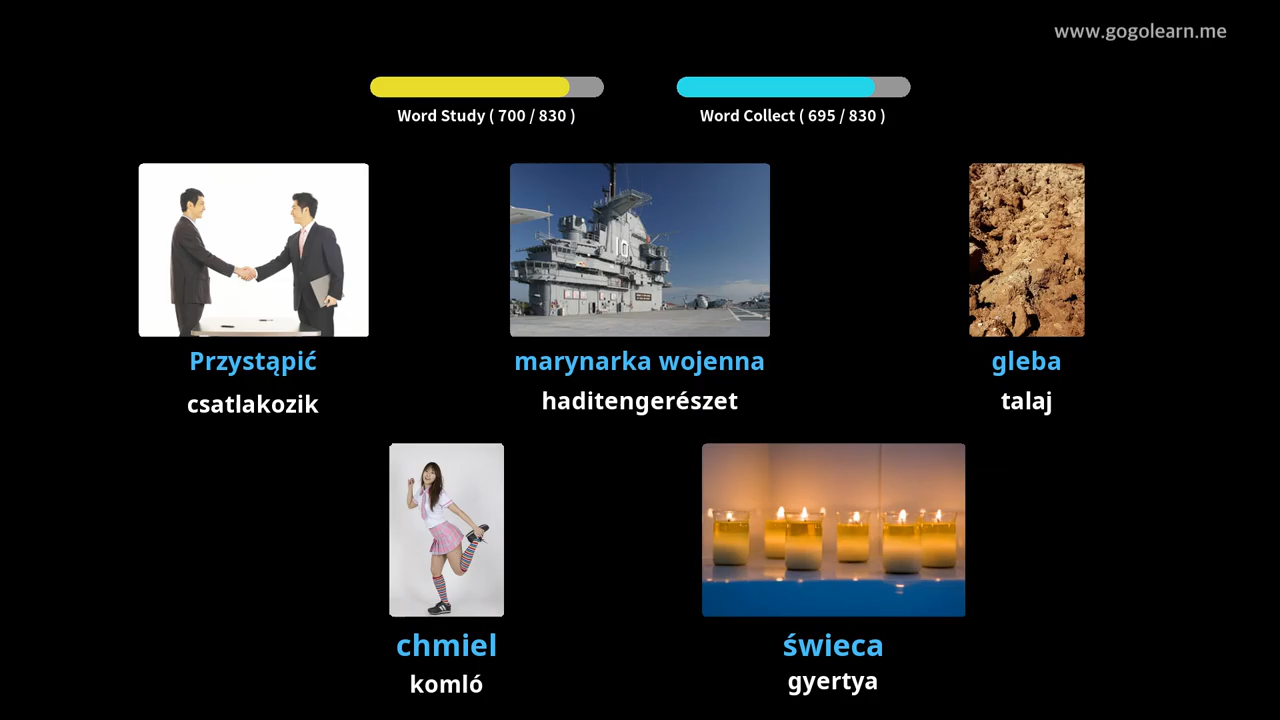 www.gogolearn.me
Word Study ( 700 / 830 )
Word Collect ( 695 / 830 )
10
Przystąpić
marynarka wojenna
gleba
csatlakozik
haditengerészet
talaj
chmiel
świeca
komló
gyertya